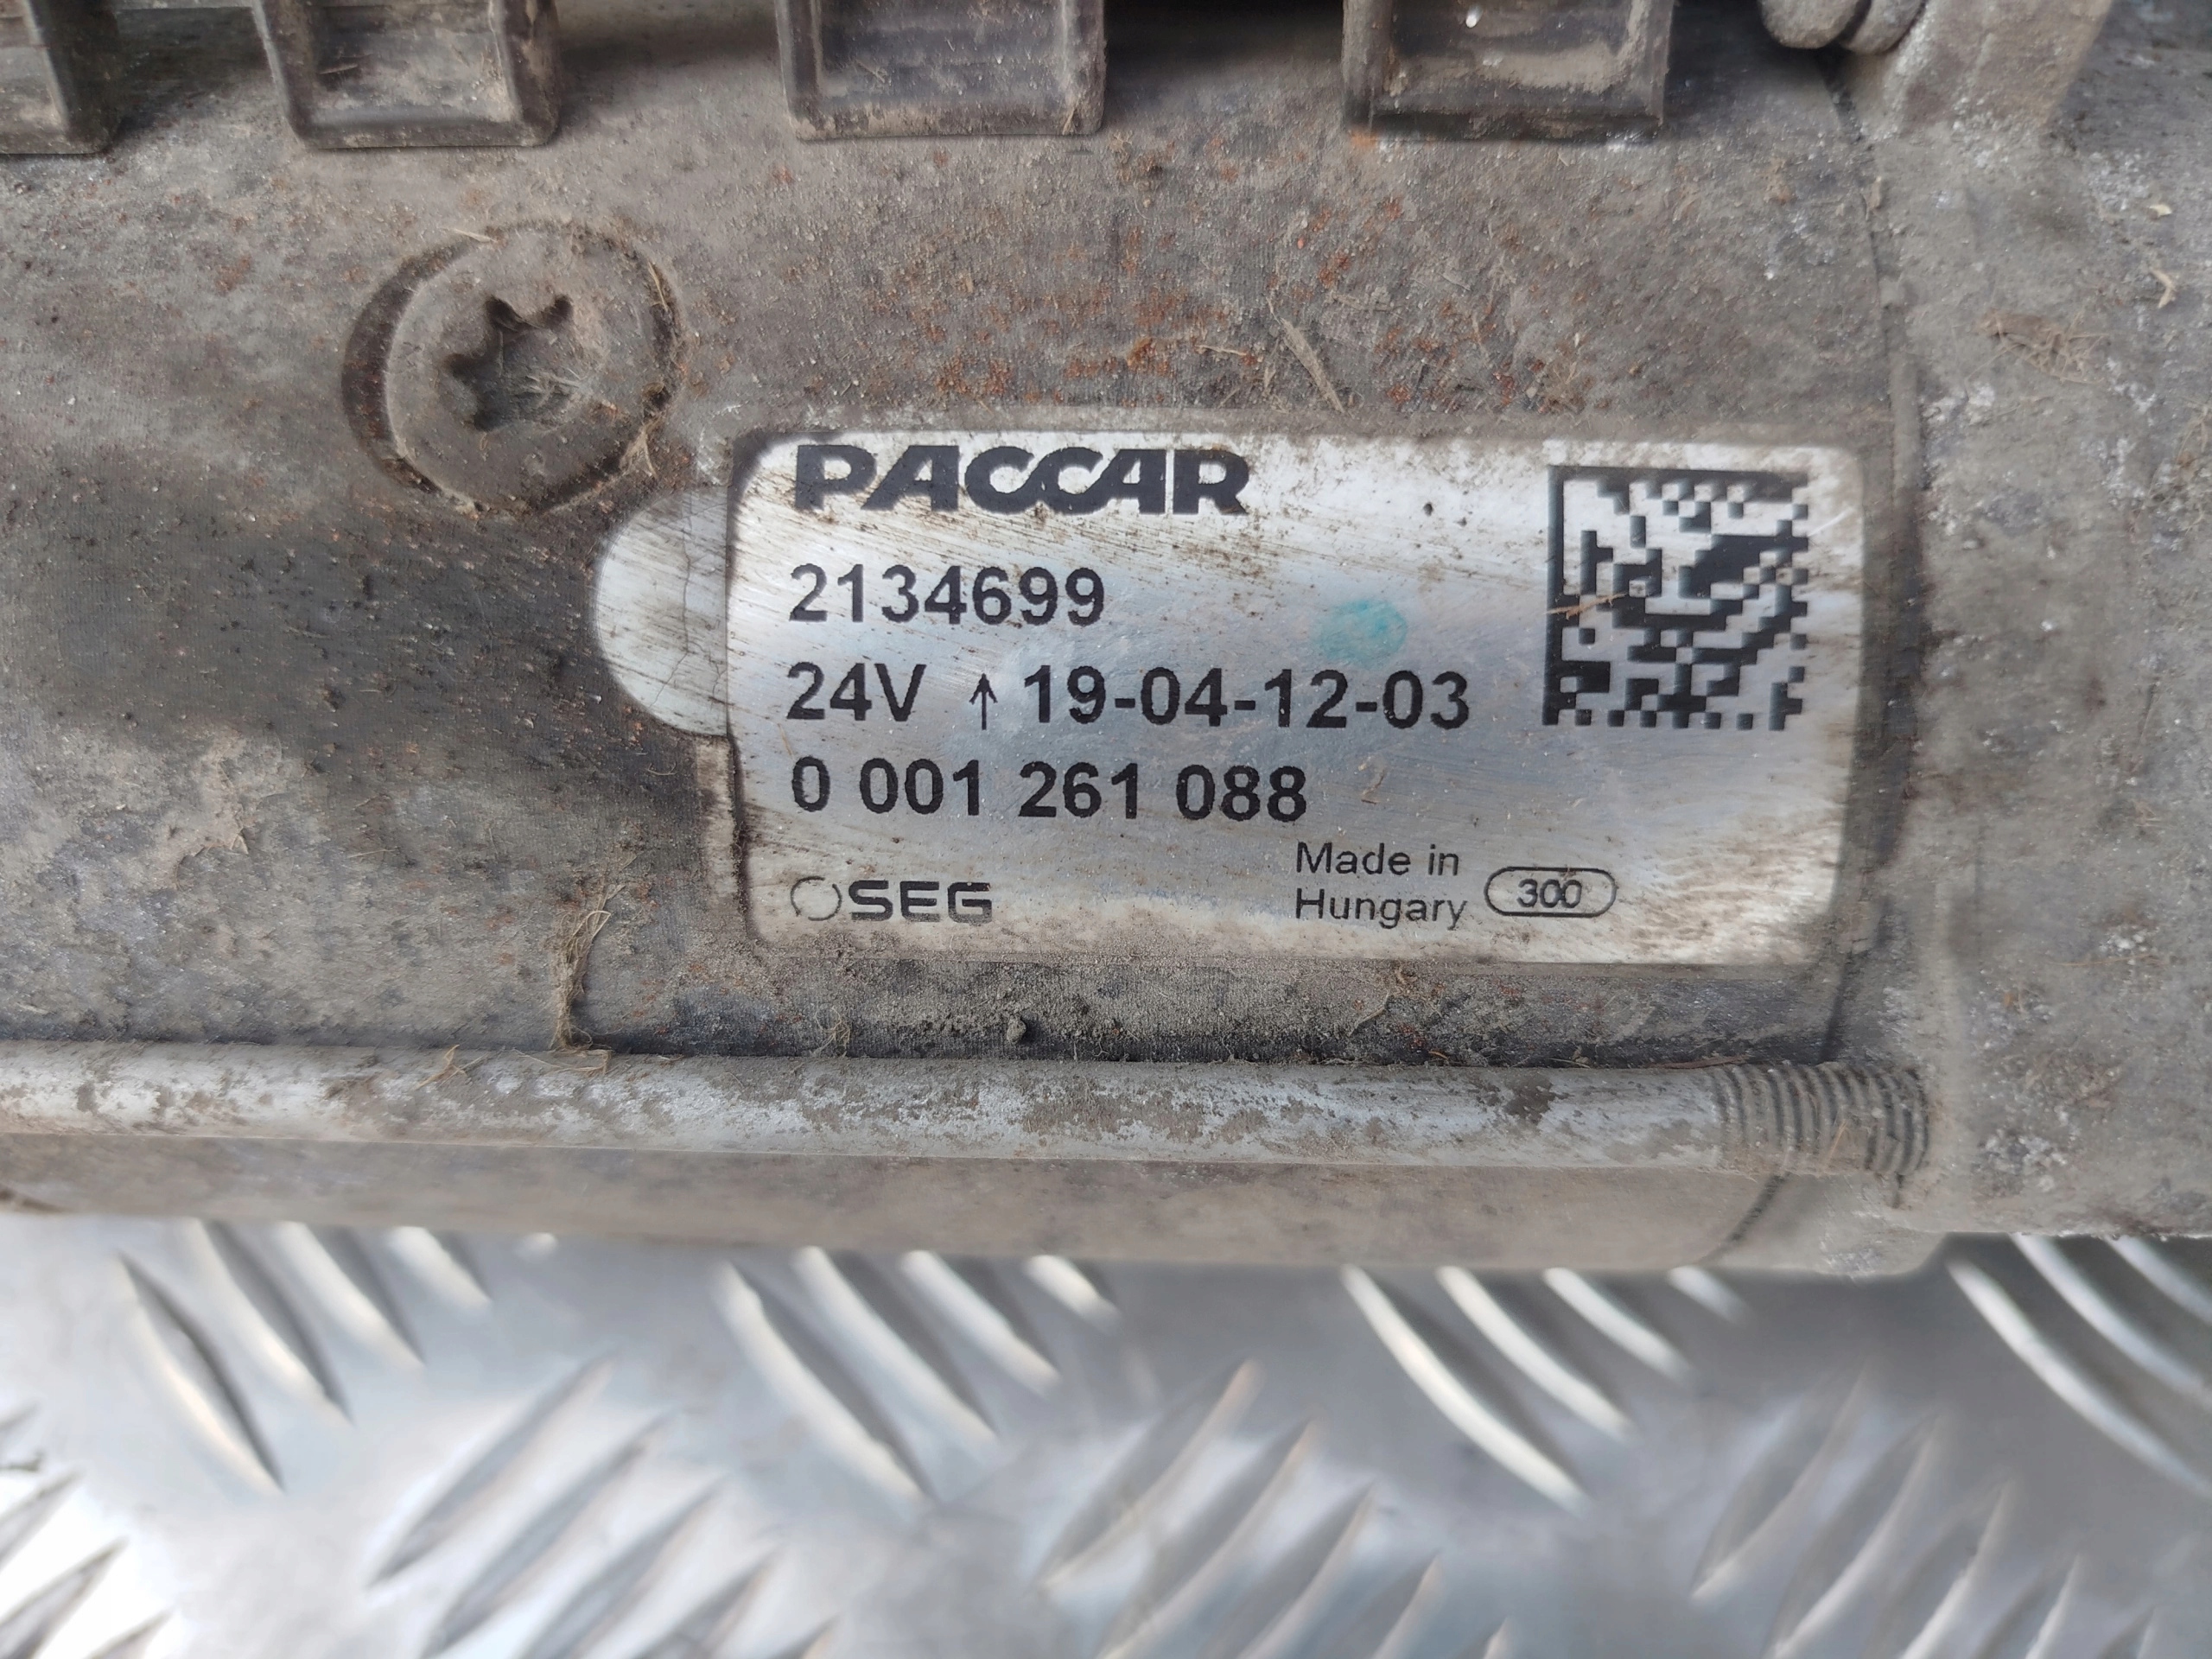 PACCAR
2134699
24V ↑ 19-04-12-03
0 001 261 088
SEG
Made in
Hungary 300